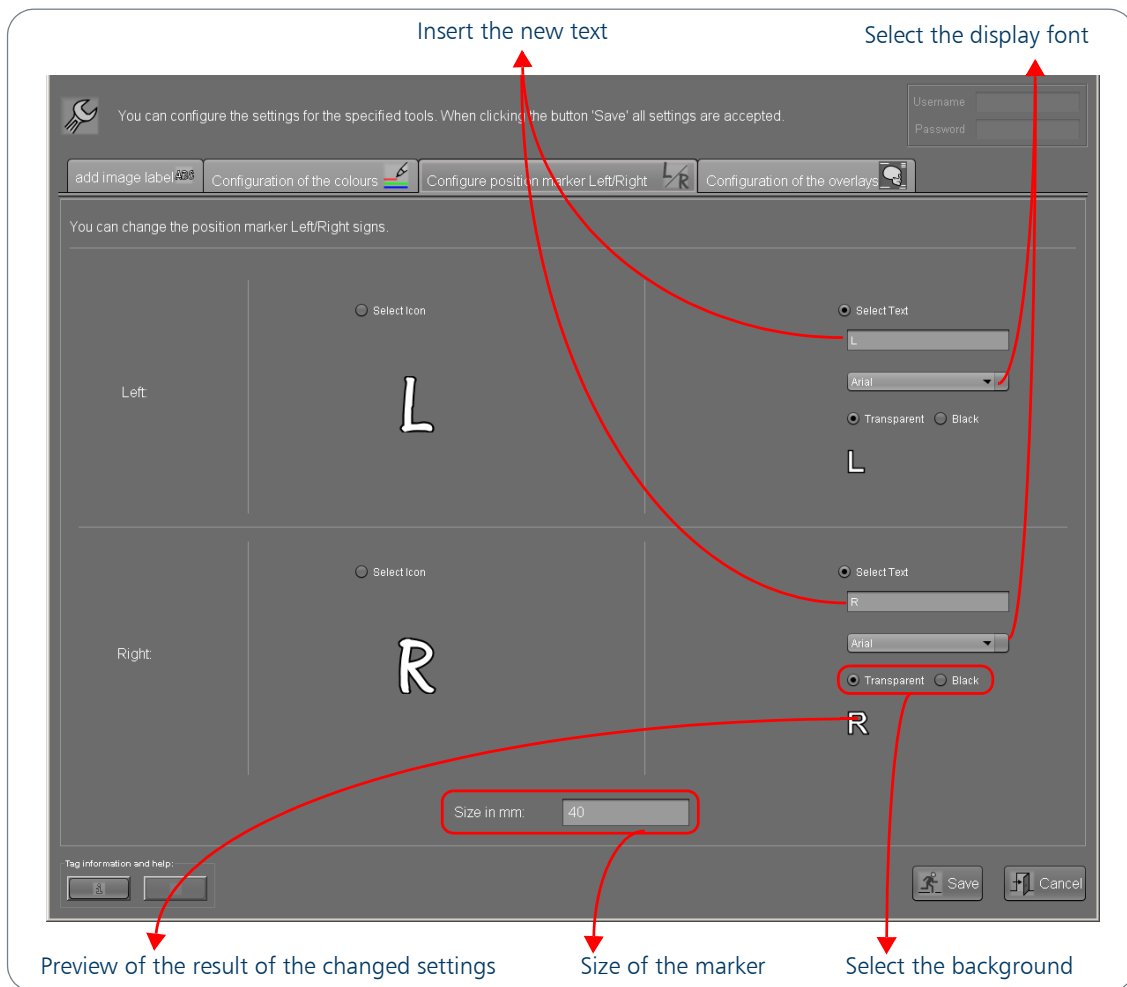 Insert the new text
Select the display font
You can configure the settings for the specified tools. When clicking the button 'Save' all settings are accepted.
Username
Password
add image label ABC
Configuration of the colours
Configure position marker Left/Right L/R
Configuration of the overlays
You can change the position marker Left/Right signs.
Select Icon
Select Text
L
Arial
Left:
L
Transparent Black
L
Select Icon
Select Text
R
Arial
Right:
R
Transparent Black
R
Size in mm: 40
Tag information and help:
i
Save
Cancel
Preview of the result of the changed settings
Size of the marker
Select the background